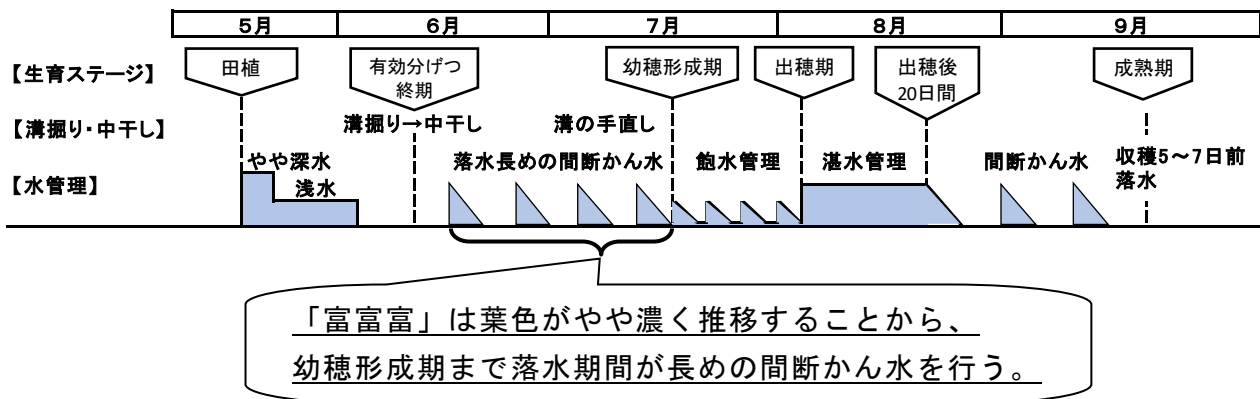 5月 6月 7月 8月 9月
【生育ステージ】
田植
有効分げつ
終期
幼穂形成期
出穂期
出穂後
20日間
成熟期
【溝掘り・中干し】
溝掘り→中干し
溝の手直し
【水管理】
やや深水
浅水
落水長めの間断かん水
飽水管理
湛水管理
間断かん水
収穫5～7日前
落水
「富富富」は葉色がやや濃く推移することから、
幼穂形成期まで落水期間が長めの間断かん水を行う。